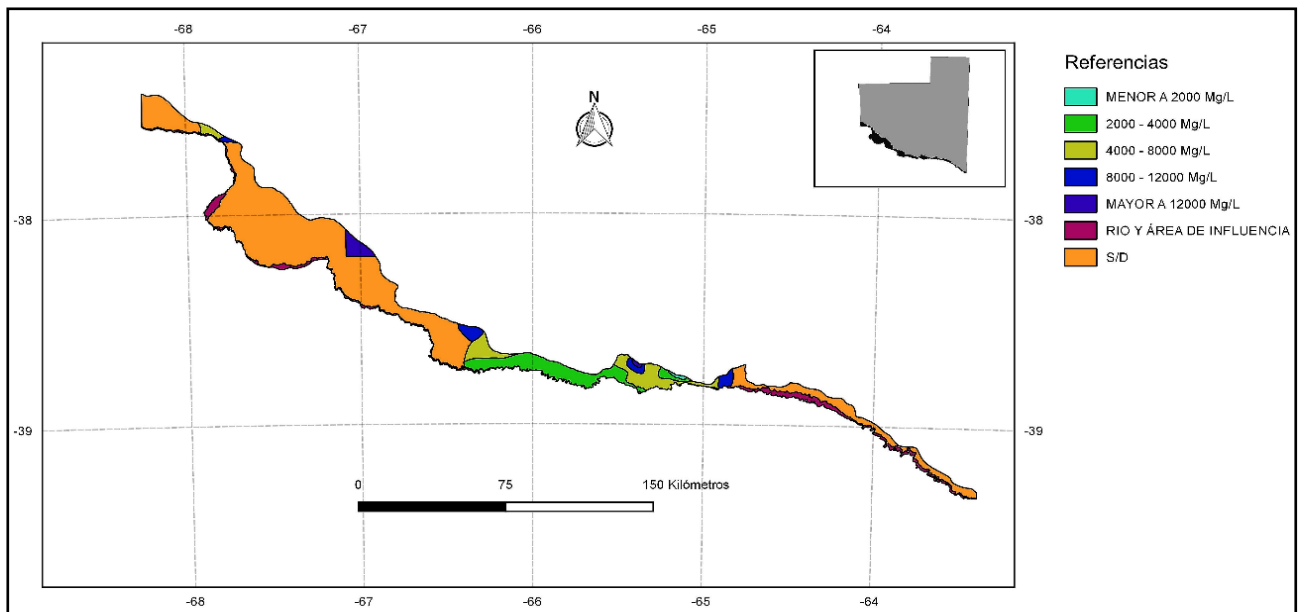 -68
-67
-66
-65
-64
N
Referencias
MENOR A 2000 Mg/L
2000 - 4000 Mg/L
4000 - 8000 Mg/L
8000 - 12000 Mg/L
MAYOR A 12000 Mg/L
RIO Y ÁREA DE INFLUENCIA
S/D
-38
-38
-39
-39
0
75
150 Kilómetros
-68
-67
-66
-65
-64